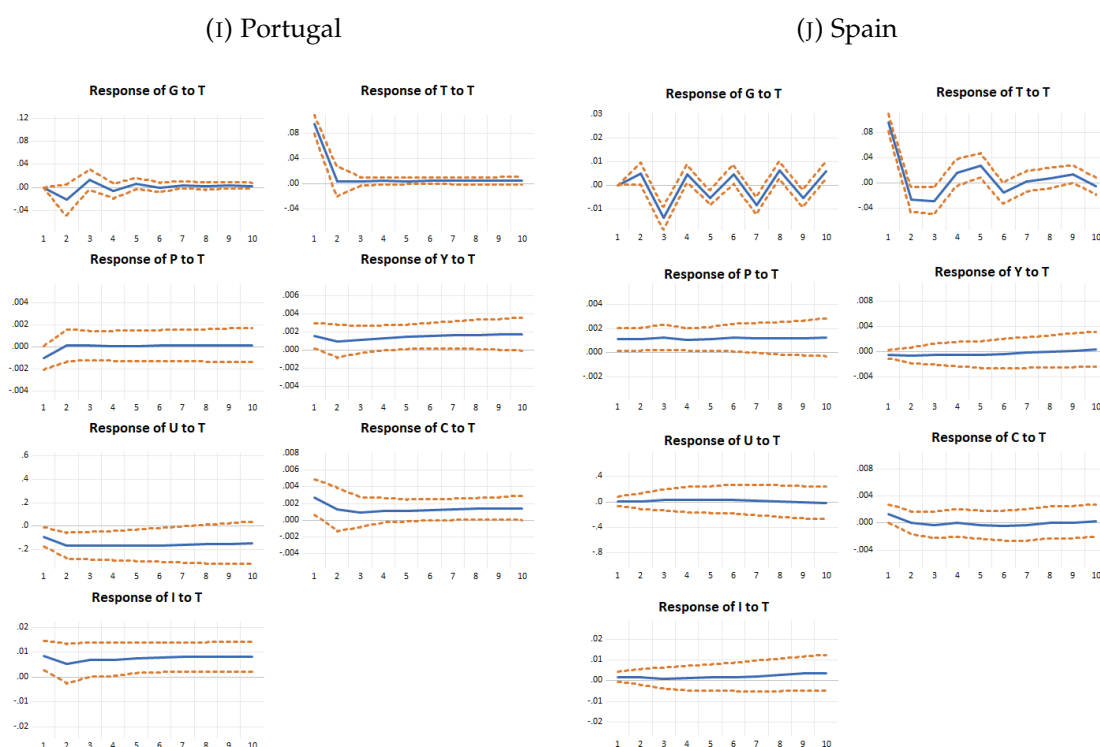 (I) Portugal
Response of G to T
.12
.08
.04
.00
-.04
1 2 3 4 5 6 7 8 9 10
Response of T to T
.08
.04
.00
-.04
1 2 3 4 5 6 7 8 9 10
Response of P to T
.004
.002
.000
-.002
-.004
1 2 3 4 5 6 7 8 9 10
Response of Y to T
.006
.004
.002
.000
-.002
-.004
1 2 3 4 5 6 7 8 9 10
Response of U to T
.6
.4
.2
.0
-.2
1 2 3 4 5 6 7 8 9 10
Response of C to T
.008
.006
.004
.002
.000
-.002
-.004
1 2 3 4 5 6 7 8 9 10
Response of I to T
.02
.01
.00
-.01
-.02
1 2 3 4 5 6 7 8 9 10
(J) Spain
Response of G to T
.03
.02
.01
.00
-.01
1 2 3 4 5 6 7 8 9 10
Response of T to T
.08
.04
.00
-.04
1 2 3 4 5 6 7 8 9 10
Response of P to T
.004
.002
.000
-.002
1 2 3 4 5 6 7 8 9 10
Response of Y to T
.008
.004
.000
-.004
1 2 3 4 5 6 7 8 9 10
Response of U to T
.4
.0
-.4
-.8
1 2 3 4 5 6 7 8 9 10
Response of C to T
.008
.004
.000
-.004
1 2 3 4 5 6 7 8 9 10
Response of I to T
.02
.01
.00
-.01
-.02
1 2 3 4 5 6 7 8 9 10